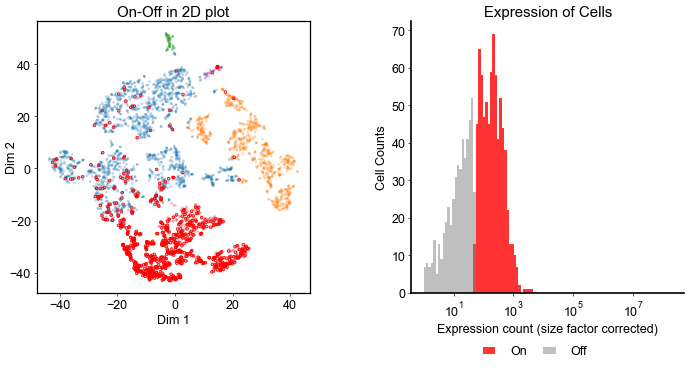 On-Off in 2D plot
Dim 2
40
20
0
−20
−40
−40 −20 0 20 40
Dim 1
Expression of Cells
Cell Counts
70
60
50
40
30
20
10
0
10^1 10^3 10^5 10^7
Expression count (size factor corrected)
On Off